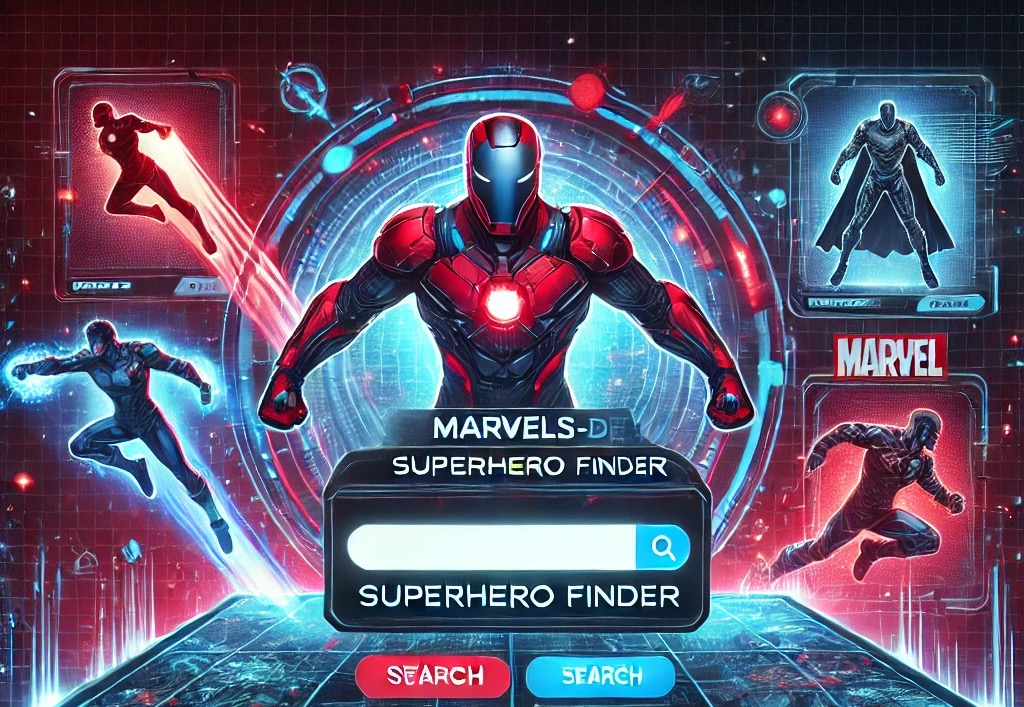 MARVEL
MARVELS-D
SUPERHERO FINDER
SUPERHERO FINDER
SEARCH
SEARCH